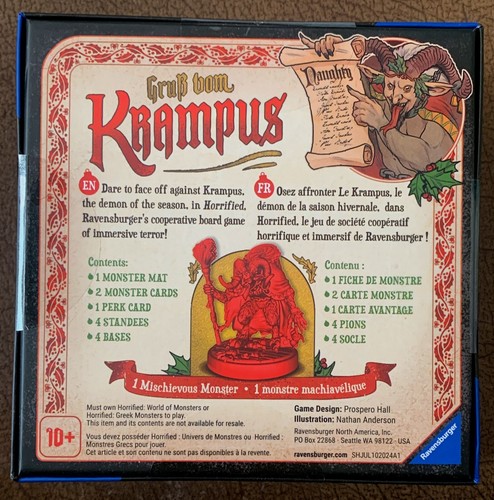 Gruß vom
KRAMPUS
Naughty
EN Dare to face off against Krampus,
the demon of the season, in Horrified,
Ravensburger's cooperative board game
of immersive terror!
FR Osez affronter Le Krampus, le
démon de la saison hivernale, dans
Horrified, le jeu de société coopératif
horrifique et immersif de Ravensburger !
Contents:
1 MONSTER MAT
2 MONSTER CARDS
1 PERK CARD
4 STANDEES
4 BASES
Contenu :
1 FICHE DE MONSTRE
2 CARTE MONSTRE
1 CARTE AVANTAGE
4 PIONS
4 SOCLE
1 Mischievous Monster • 1 monstre machiavélique
10+
Must own Horrified: World of Monsters or
Horrified: Greek Monsters to play.
This item and its contents are not available for resale.
Vous devez posséder Horrified : Univers de Monstres ou Horrified :
Monstres Grecs pour jouer.
Cet article et son contenu ne sont pas disponibles à la revente.
Game Design: Prospero Hall
Illustration: Nathan Anderson
Ravensburger North America, Inc.
PO Box 22868 · Seattle WA 98122 · USA
ravensburger.com SHJUL102024A1
Ravensburger